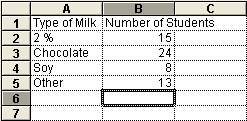 A B C
1 Type of Milk Number of Students
2 2 % 15
3 Chocolate 24
4 Soy 8
5 Other 13
6
7